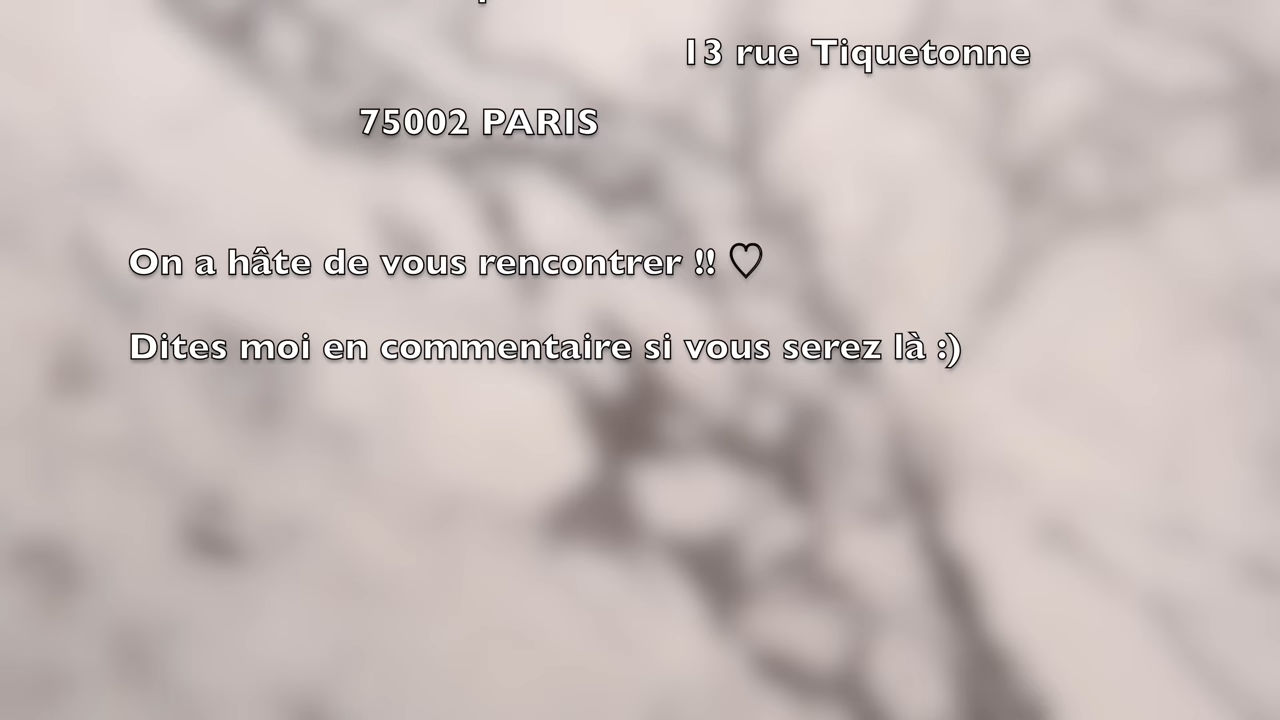 13 rue Tiquetonne
75002 PARIS
On a hâte de vous rencontrer !! ♡
Dites moi en commentaire si vous serez là :)